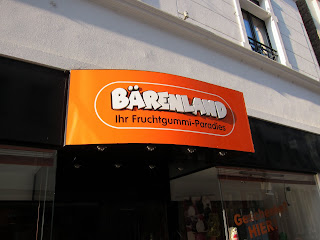 BÄRENLAND
Ihr Fruchtgummi-Paradies
HIER